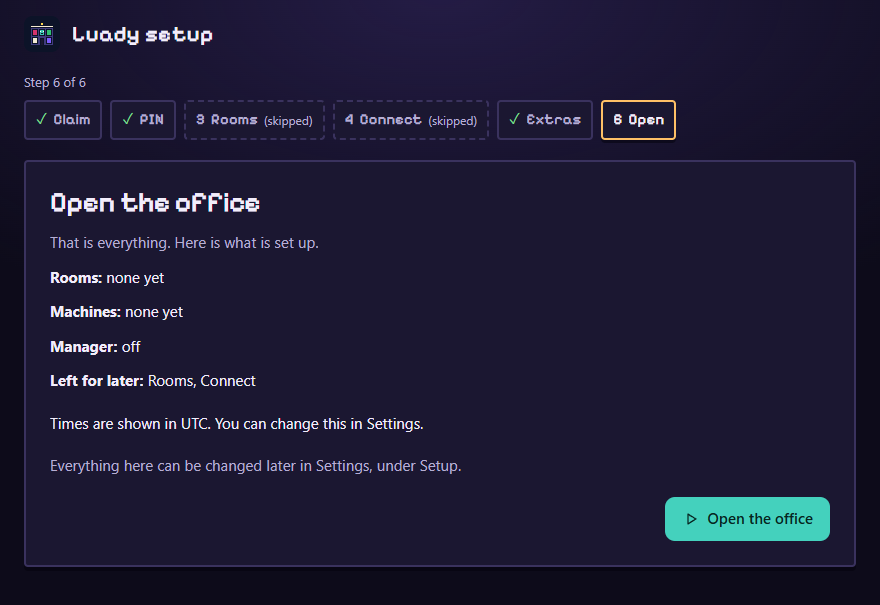 Luady setup
Step 6 of 6
✓ Claim ✓ PIN 3 Rooms (skipped) 4 Connect (skipped) ✓ Extras 6 Open
Open the office
That is everything. Here is what is set up.
Rooms: none yet
Machines: none yet
Manager: off
Left for later: Rooms, Connect
Times are shown in UTC. You can change this in Settings.
Everything here can be changed later in Settings, under Setup.
Open the office